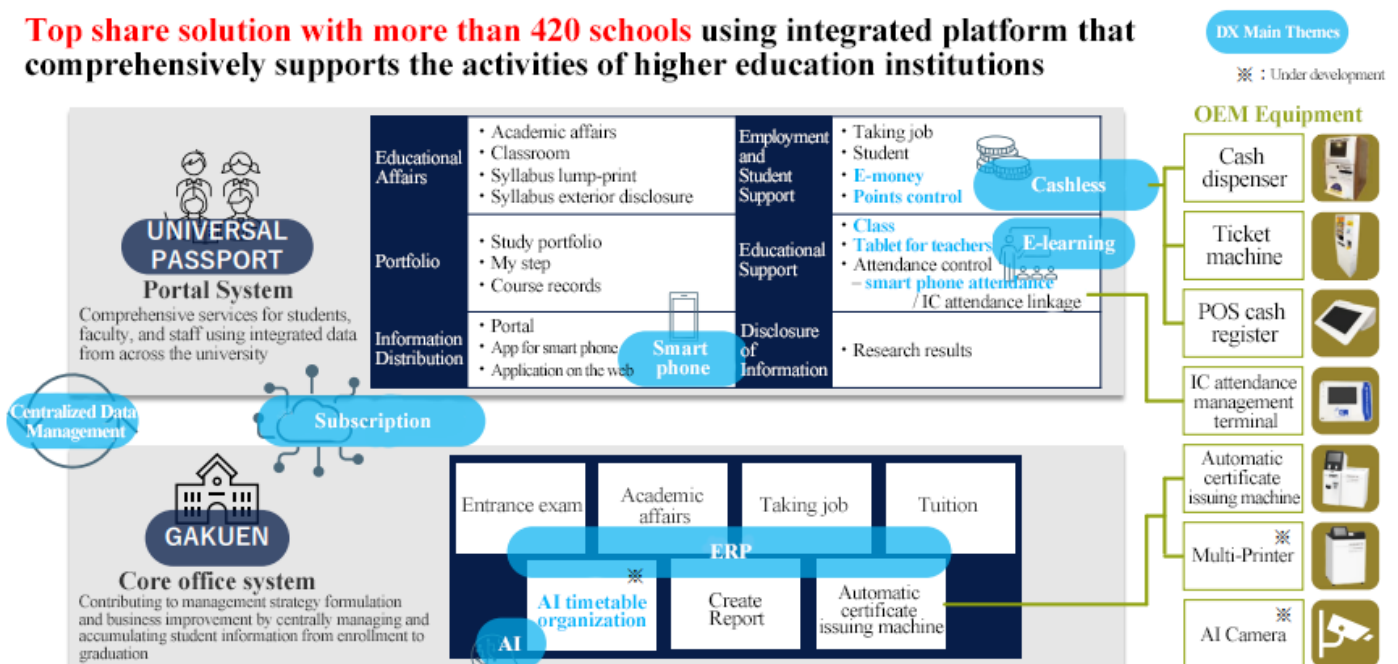 Top share solution with more than 420 schools using integrated platform that
comprehensively supports the activities of higher education institutions
DX Main Themes
※ : Under development
UNIVERSAL
PASSPORT
Portal System
Comprehensive services for students,
faculty, and staff using integrated data
from across the university
Educational
Affairs
・Academic affairs
・Classroom
・Syllabus lump-print
・Syllabus exterior disclosure
Employment
and
Student
Support
・Taking job
・Student
・E-money
・Points control
Cashless
Portfolio
・Study portfolio
・My step
・Course records
Educational
Support
・Class
・Tablet for teachers
・Attendance control
– smart phone attendance
/ IC attendance linkage
E-learning
Information
Distribution
・Portal
・App for smart phone
・Application on the web
Smart
phone
Disclosure
of
Information
・Research results
Centralized Data
Management
Subscription
GAKUEN
Core office system
Contributing to management strategy formulation
and business improvement by centrally managing and
accumulating student information from enrollment to
graduation
Entrance exam
Academic
affairs
Taking job
Tuition
ERP
※
AI timetable
organization
AI
Create
Report
Automatic
certificate
issuing machine
OEM Equipment
Cash
dispenser
Ticket
machine
POS cash
register
IC attendance
management
terminal
Automatic
certificate
issuing machine
※
Multi-Printer
※
AI Camera